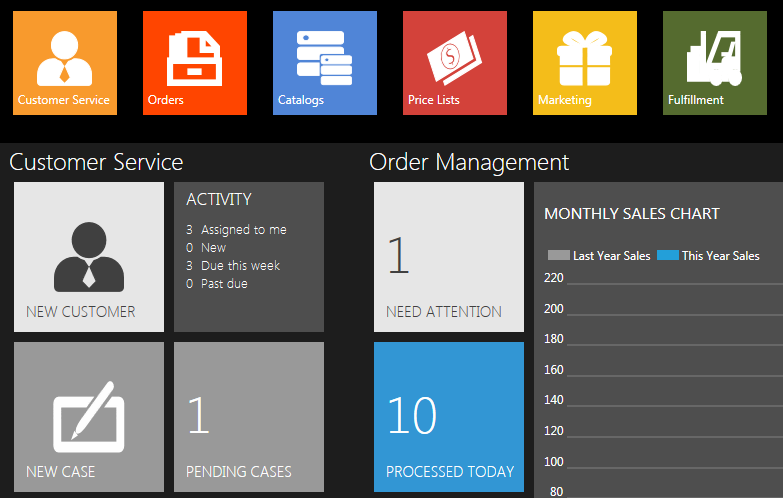 Customer Service
Orders
Catalogs
Price Lists
Marketing
Fulfillment
Customer Service
Order Management
NEW CUSTOMER
ACTIVITY
3 Assigned to me
0 New
3 Due this week
0 Past due
NEW CASE
1
PENDING CASES
1
NEED ATTENTION
10
PROCESSED TODAY
MONTHLY SALES CHART
Last Year Sales This Year Sales
220
200
180
160
140
120
100
80